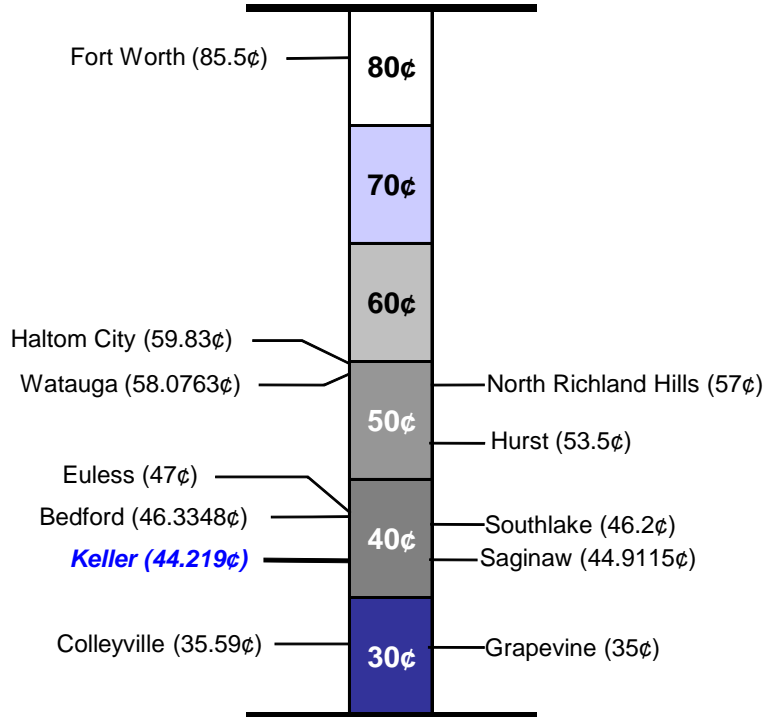 Fort Worth (85.5¢)
80¢
70¢
60¢
Haltom City (59.83¢)
Watauga (58.0763¢)
North Richland Hills (57¢)
50¢
Hurst (53.5¢)
Euless (47¢)
Bedford (46.3348¢)
Southlake (46.2¢)
40¢
Keller (44.219¢)
Saginaw (44.9115¢)
Colleyville (35.59¢)
Grapevine (35¢)
30¢